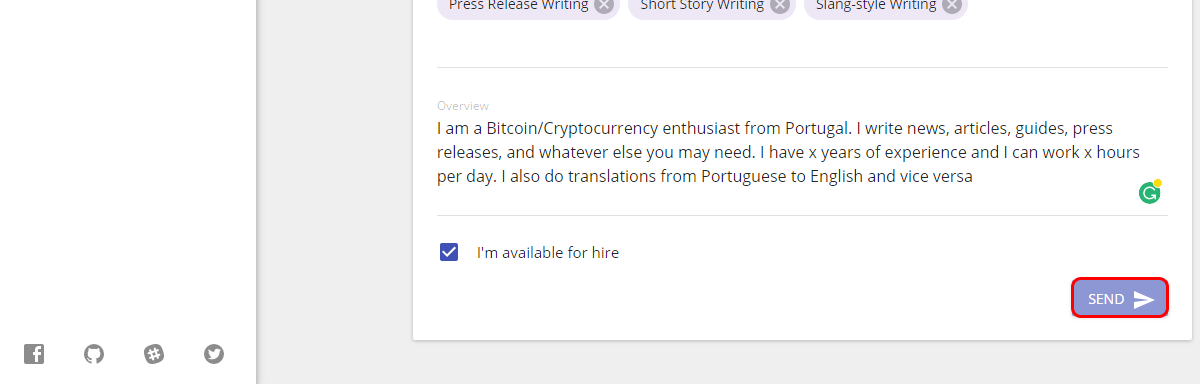 Press Release Writing Short Story Writing Slang-style Writing
Overview
I am a Bitcoin/Cryptocurrency enthusiast from Portugal. I write news, articles, guides, press
releases, and whatever else you may need. I have x years of experience and I can work x hours
per day. I also do translations from Portuguese to English and vice versa
I'm available for hire
SEND